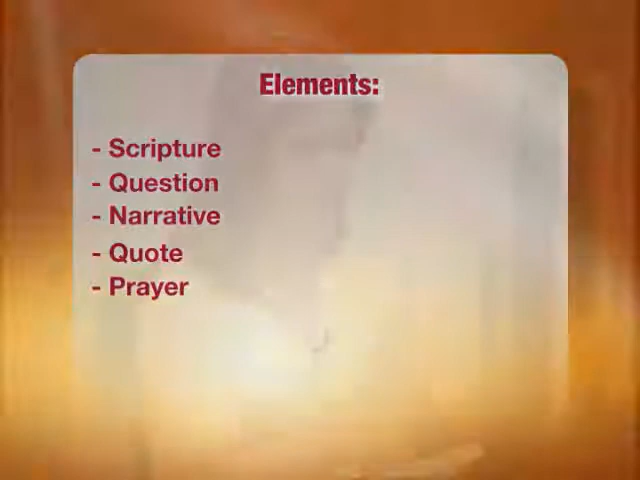 Elements:
- Scripture
- Question
- Narrative
- Quote
- Prayer